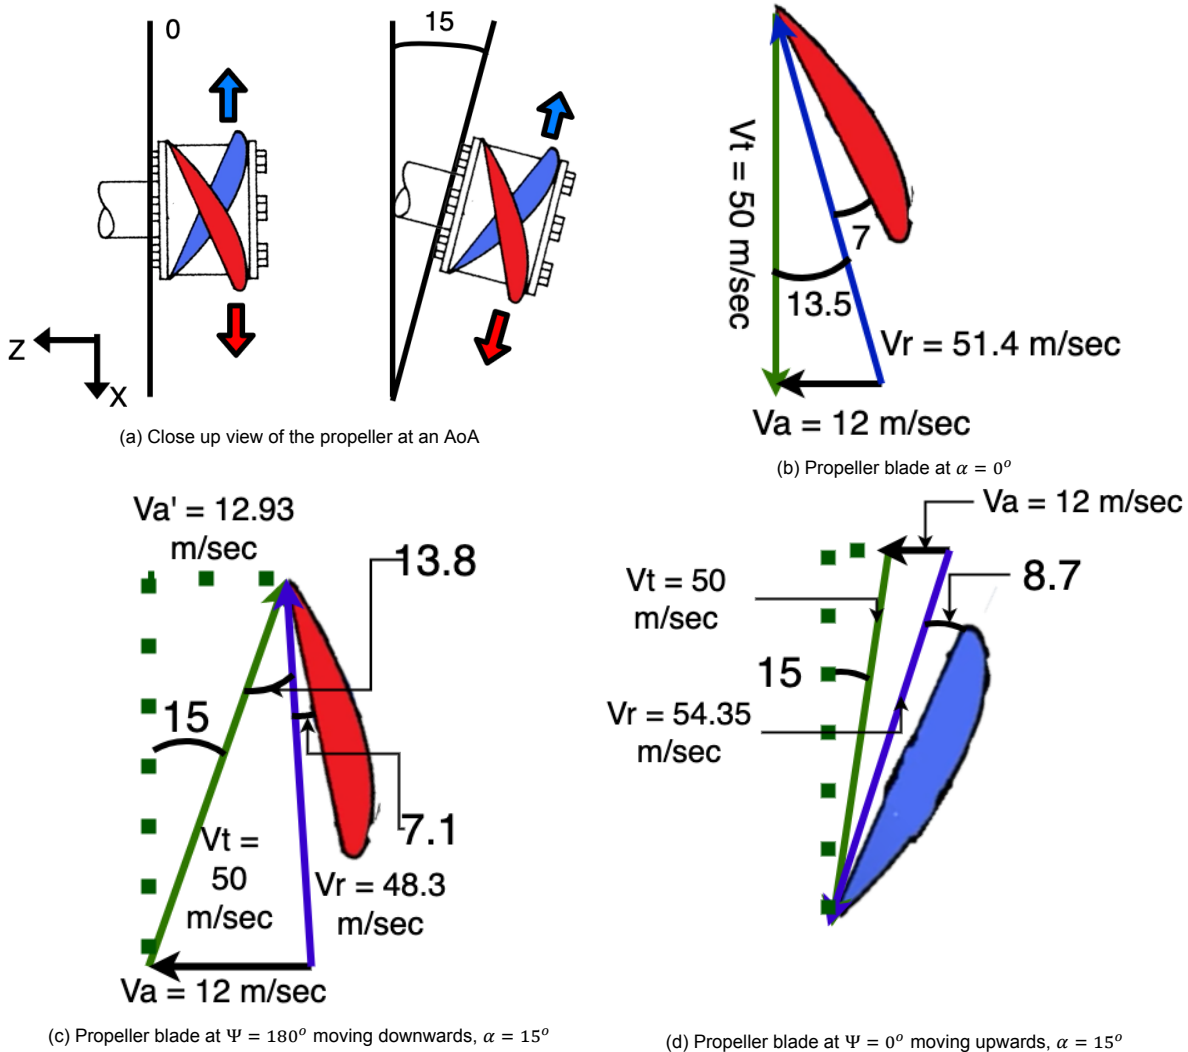 0
15
Z
X
(a) Close up view of the propeller at an AoA
Vt = 50 m/sec
7
13.5
Vr = 51.4 m/sec
Va = 12 m/sec
(b) Propeller blade at α = 0°
Va' = 12.93
m/sec
13.8
15
Vt =
50
m/sec
7.1
Vr = 48.3
m/sec
Va = 12 m/sec
(c) Propeller blade at Ψ = 180° moving downwards, α = 15°
Va = 12 m/sec
8.7
Vt = 50
m/sec
15
Vr = 54.35
m/sec
(d) Propeller blade at Ψ = 0° moving upwards, α = 15°